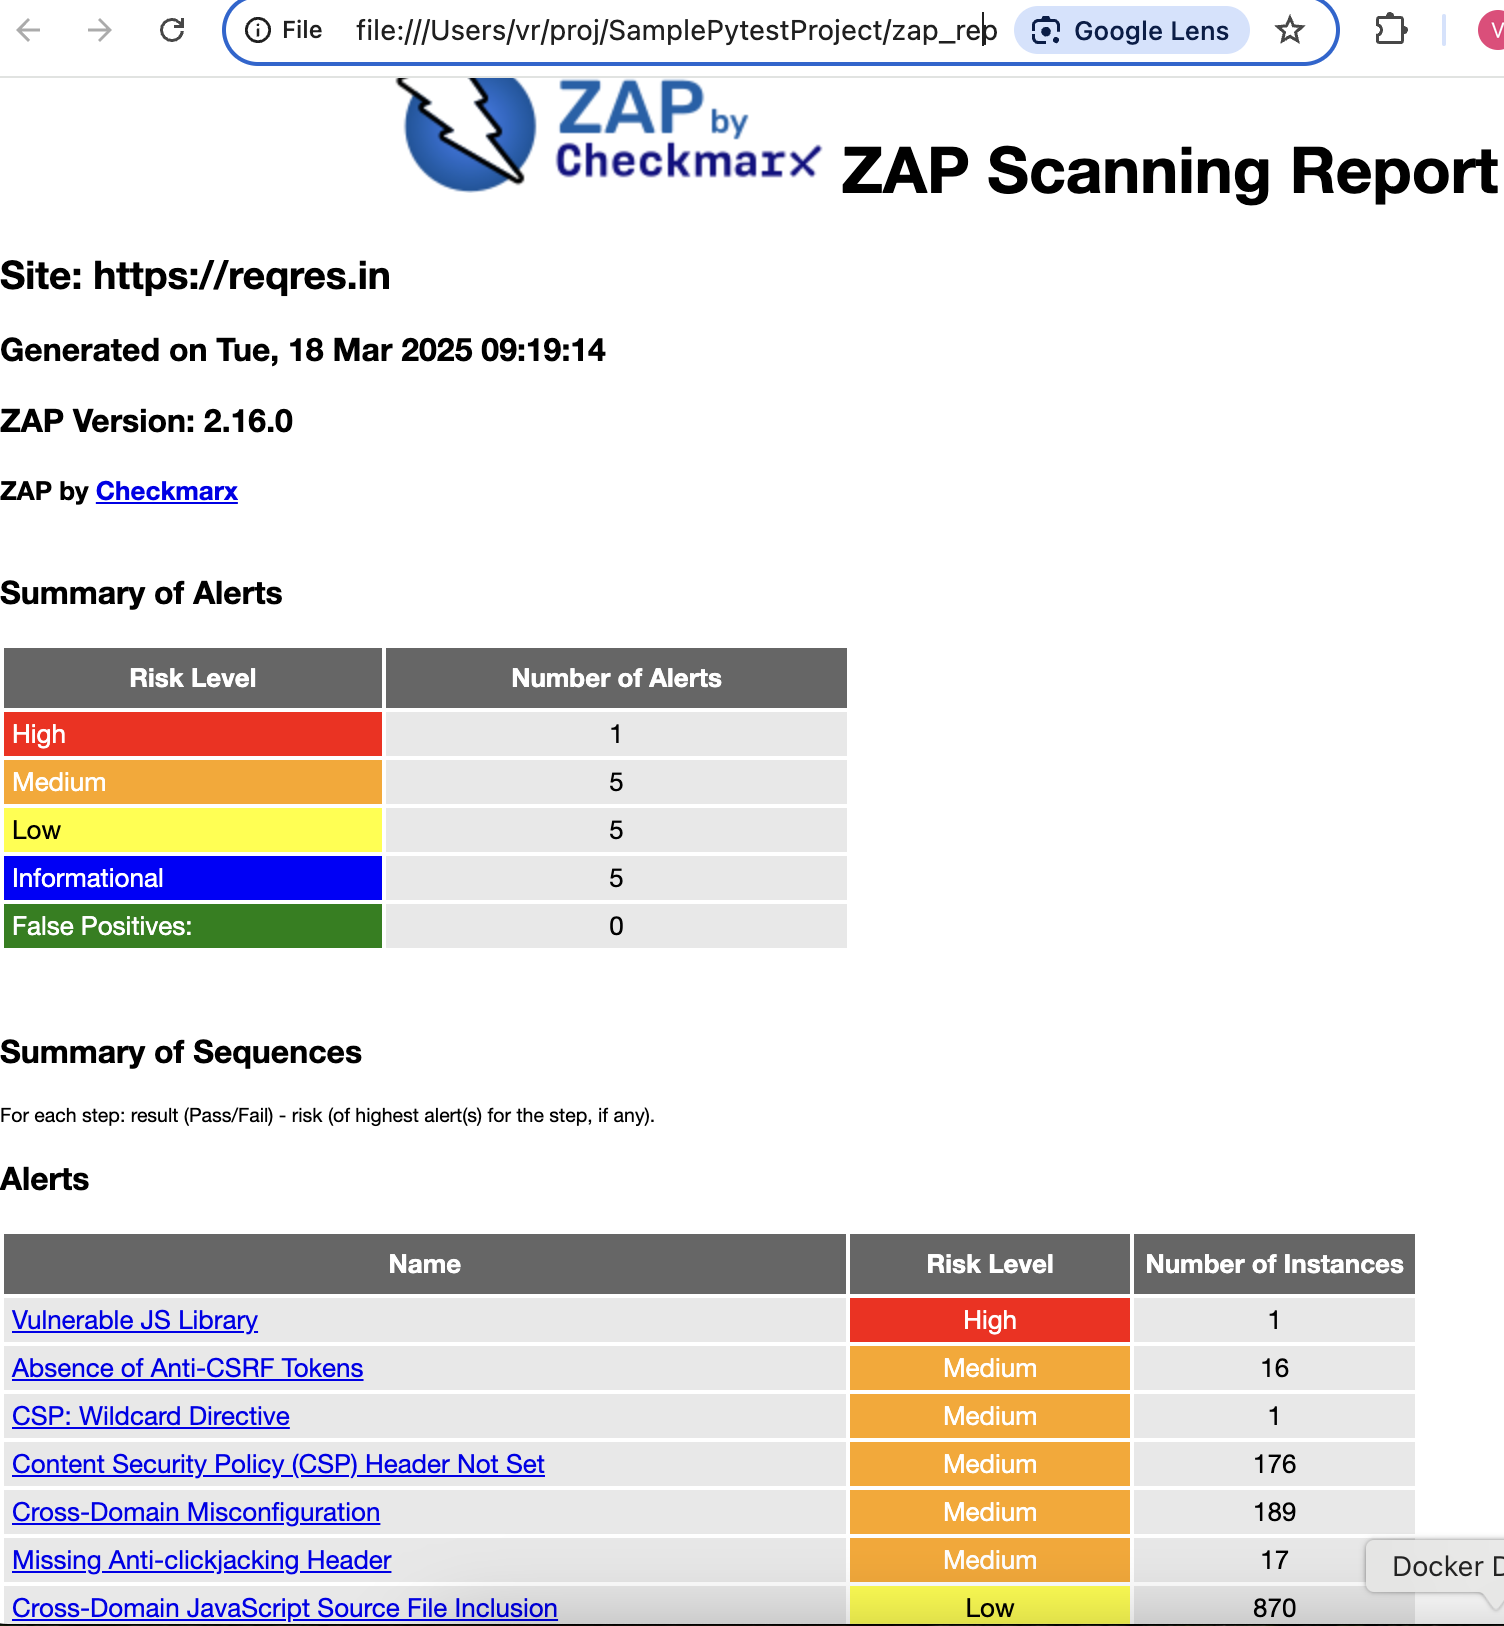 File file:///Users/vr/proj/SamplePytestProject/zap_rep Google Lens V
ZAP by
Checkmarx ZAP Scanning Report
Site: https://reqres.in
Generated on Tue, 18 Mar 2025 09:19:14
ZAP Version: 2.16.0
ZAP by Checkmarx
Summary of Alerts
Risk Level Number of Alerts
High 1
Medium 5
Low 5
Informational 5
False Positives: 0
Summary of Sequences
For each step: result (Pass/Fail) - risk (of highest alert(s) for the step, if any).
Alerts
Name Risk Level Number of Instances
Vulnerable JS Library High 1
Absence of Anti-CSRF Tokens Medium 16
CSP: Wildcard Directive Medium 1
Content Security Policy (CSP) Header Not Set Medium 176
Cross-Domain Misconfiguration Medium 189
Missing Anti-clickjacking Header Medium 17
Docker D
Cross-Domain JavaScript Source File Inclusion Low 870